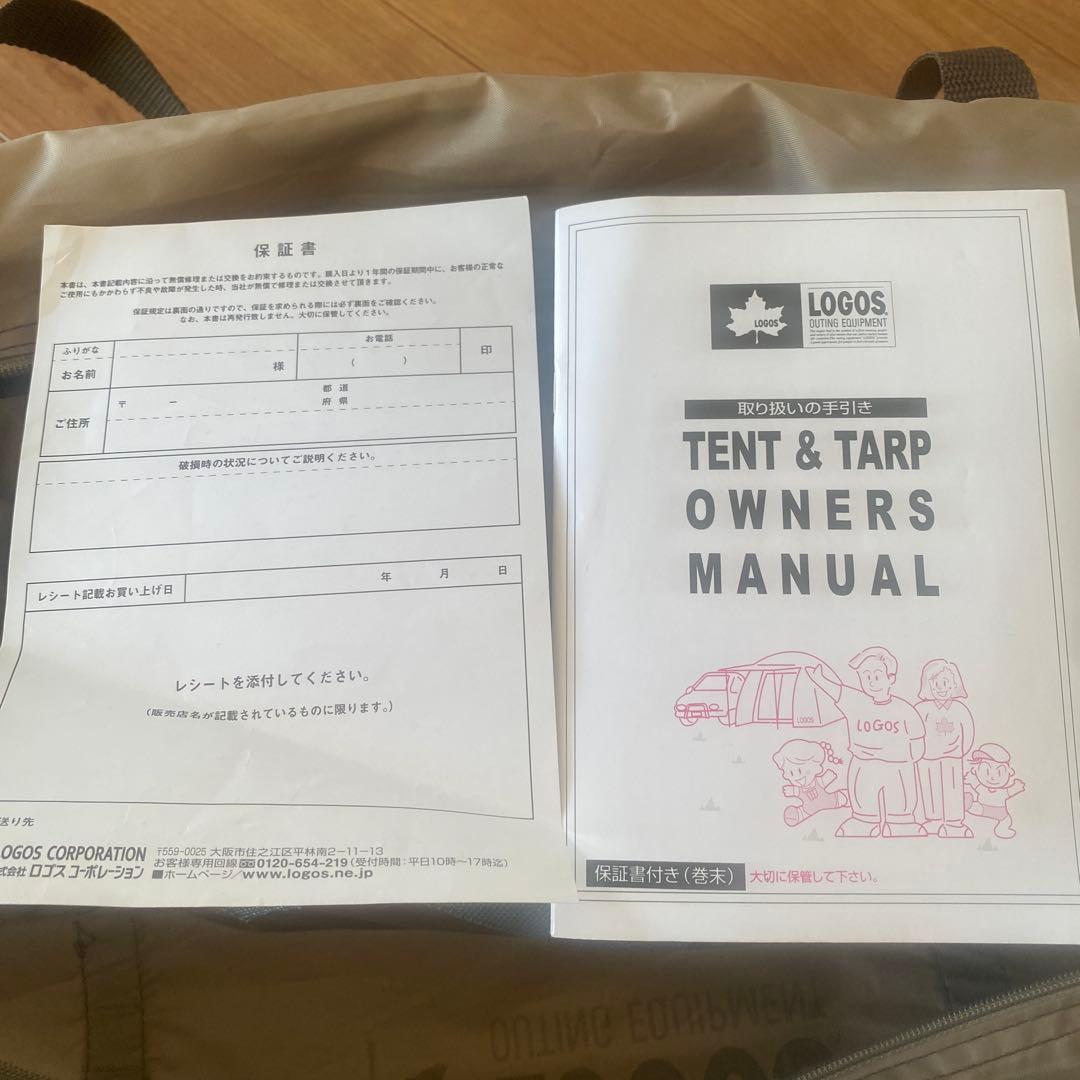 保証書
本書は、本書記載内容に沿って無償修理または交換をお約束するものです。購入日より1年間の保証期間中に、お客様の正常な
ご使用にもかかわらず不良や故障が発生した時、当社が無償で修理または交換させて頂きます。
保証規定は裏面の通りですので、保証を求められる際には必ず裏面をご確認ください。
なお、本書は再発行致しません。大切に保管してください。
ふりがな
お名前
様
お電話
(   )
印
ご住所
〒   ー
都 道
府 県
破損時の状況についてご説明ください。
レシート記載お買い上げ日
年 月 日
レシートを添付してください。
(販売店名が記載されているものに限ります。)
送り先
LOGOS CORPORATION
式会社 ロゴス コーポレーション
〒559-0025 大阪市住之江区平林南2-11-13
お客様専用回線 0120-654-219(受付時間:平日10時〜17時迄)
■ホームページ/www.logos.ne.jp
LOGOS
LOGOS
OUTING EQUIPMENT
取り扱いの手引き
TENT & TARP
OWNERS
MANUAL
LOGOS
LOGOS
保証書付き(巻末) 大切に保管して下さい。
OUTING EQUIPMENT